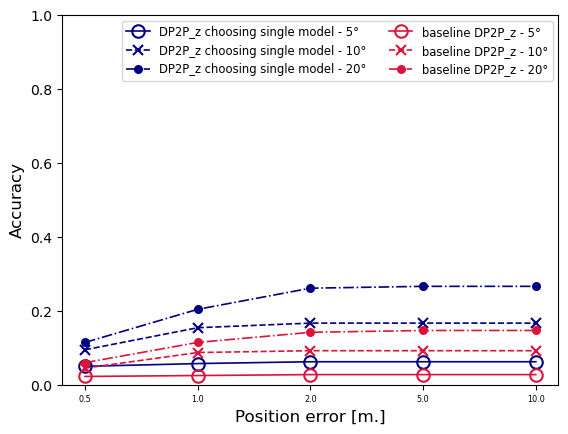 DP2P_z choosing single model - 5°
DP2P_z choosing single model - 10°
DP2P_z choosing single model - 20°
baseline DP2P_z - 5°
baseline DP2P_z - 10°
baseline DP2P_z - 20°
1.0
0.8
0.6
0.4
0.2
0.0
Accuracy
0.5 1.0 2.0 5.0 10.0
Position error [m.]